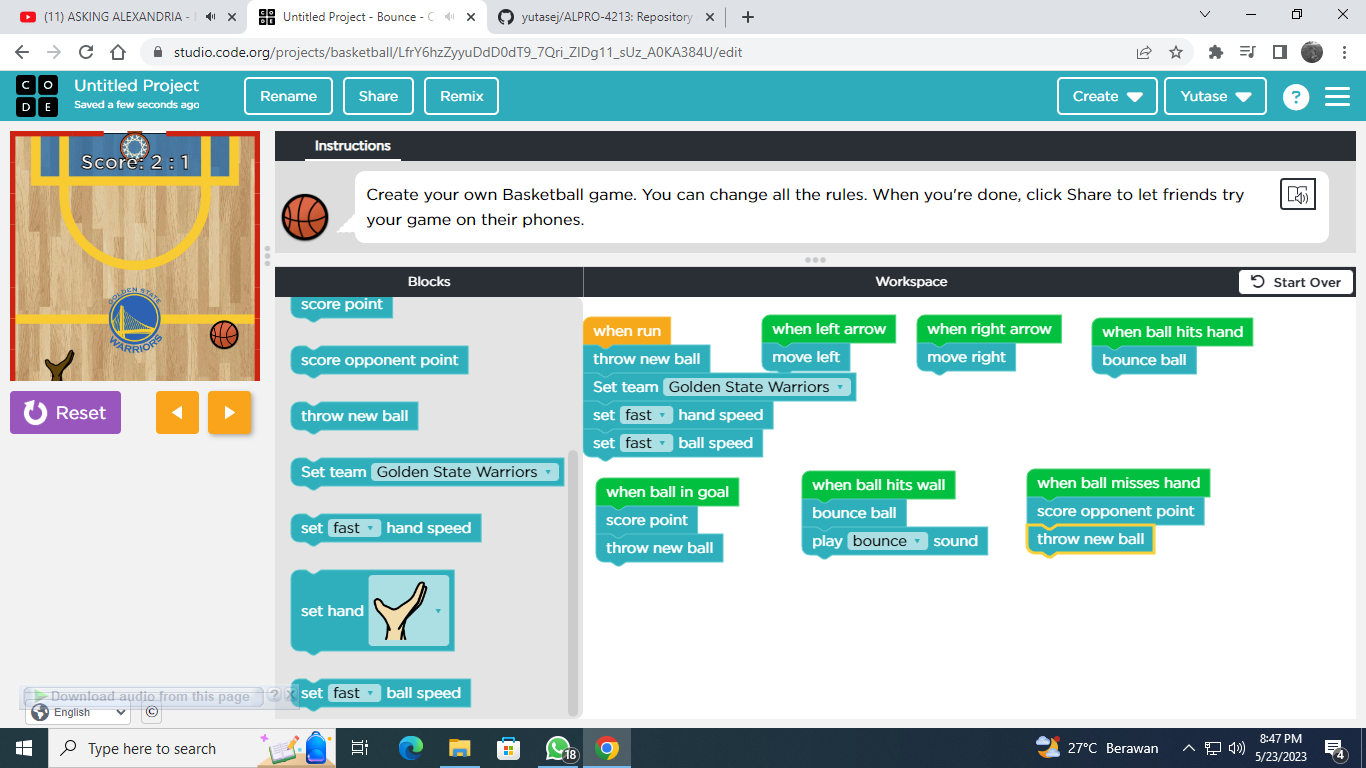 (11) ASKING ALEXANDRIA -
Untitled Project - Bounce - C
yutasej/ALPRO-4213: Repository
studio.code.org/projects/basketball/LfrY6hzZyyuDdD0dT9_7Qri_ZlDg11_sUz_A0KA384U/edit
C O
D E
Untitled Project
Saved a few seconds ago
Rename
Share
Remix
Create
Yutase
?
Score: 2 : 1
GOLDEN STATE
WARRIORS
Reset
Instructions
Create your own Basketball game. You can change all the rules. When you're done, click Share to let friends try
your game on their phones.
Blocks
Workspace
Start Over
score point
score opponent point
throw new ball
Set team Golden State Warriors
set fast hand speed
set hand
set fast ball speed
when run
throw new ball
Set team Golden State Warriors
set fast hand speed
set fast ball speed
when left arrow
move left
when right arrow
move right
when ball hits hand
bounce ball
when ball in goal
score point
throw new ball
when ball hits wall
bounce ball
play bounce sound
when ball misses hand
score opponent point
throw new ball
Download audio from this page ? x
English
©
Type here to search
18
27°C Berawan
8:47 PM
5/23/2023
4